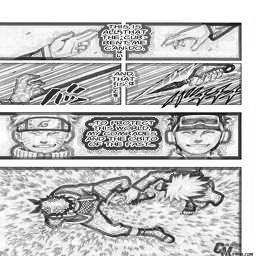 THIS IS
ALL THAT
THE CUR-
RENT ME
CAN DO.
AND
THAT
IS...
...TO PROTECT
THIS WORLD,
MY COMRADES,
AND THE OBITO
OF THE PAST...